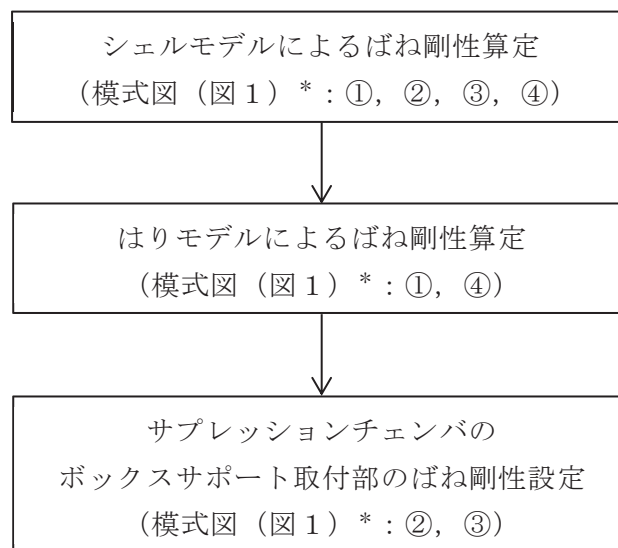 シェルモデルによるばね剛性算定
（模式図（図１）＊：①，②，③，④）
はりモデルによるばね剛性算定
（模式図（図１）＊：①，④）
サプレッションチェンバの
ボックスサポート取付部のばね剛性設定
（模式図（図１）＊：②，③）